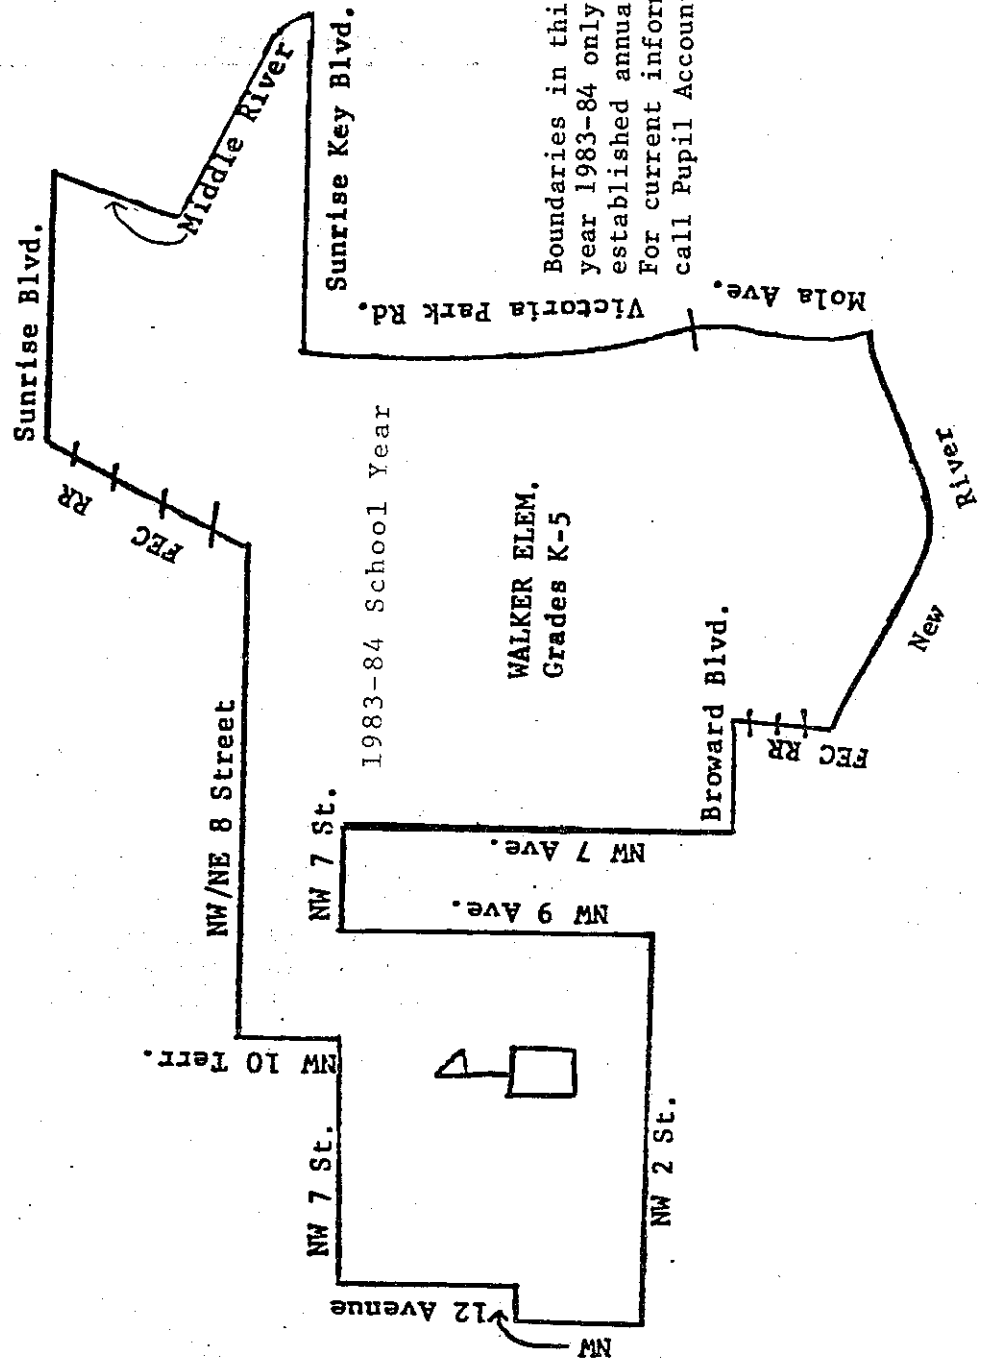 Sunrise Blvd.
Middle River
Sunrise Key Blvd.
RR
FEC
NW/NE 8 Street
1983-84 School Year
Victoria Park Rd.
Boundaries in thi
year 1983-84 only
established annua
For current infor
call Pupil Accoun
NW 7 St.
NW 10 Terr.
NW 7 St.
NW 12 Avenue
NW 9 Ave.
NW 7 Ave.
WALKER ELEM.
Grades K-5
Mola Ave.
Broward Blvd.
FEC RR
NW 2 St.
New River